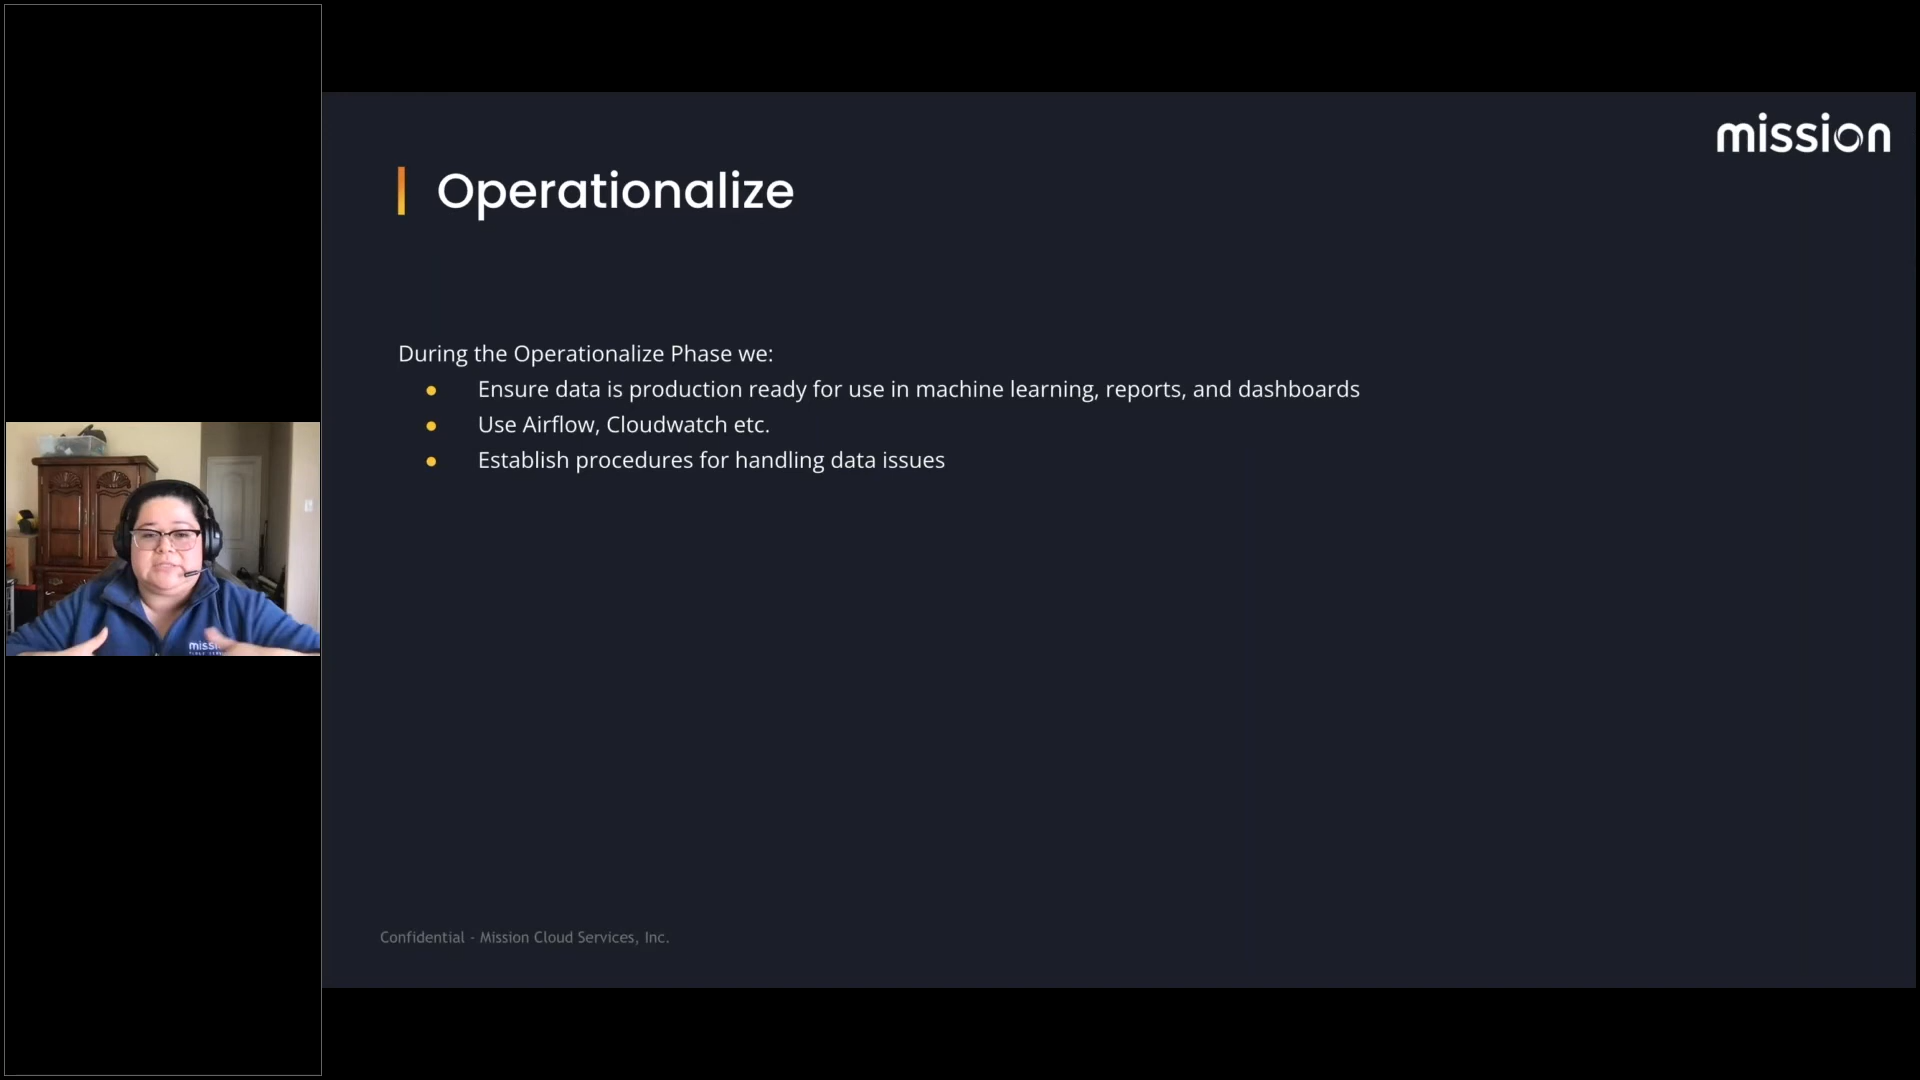 mission
Operationalize
During the Operationalize Phase we:
● Ensure data is production ready for use in machine learning, reports, and dashboards
● Use Airflow, Cloudwatch etc.
● Establish procedures for handling data issues
Confidential - Mission Cloud Services, Inc.